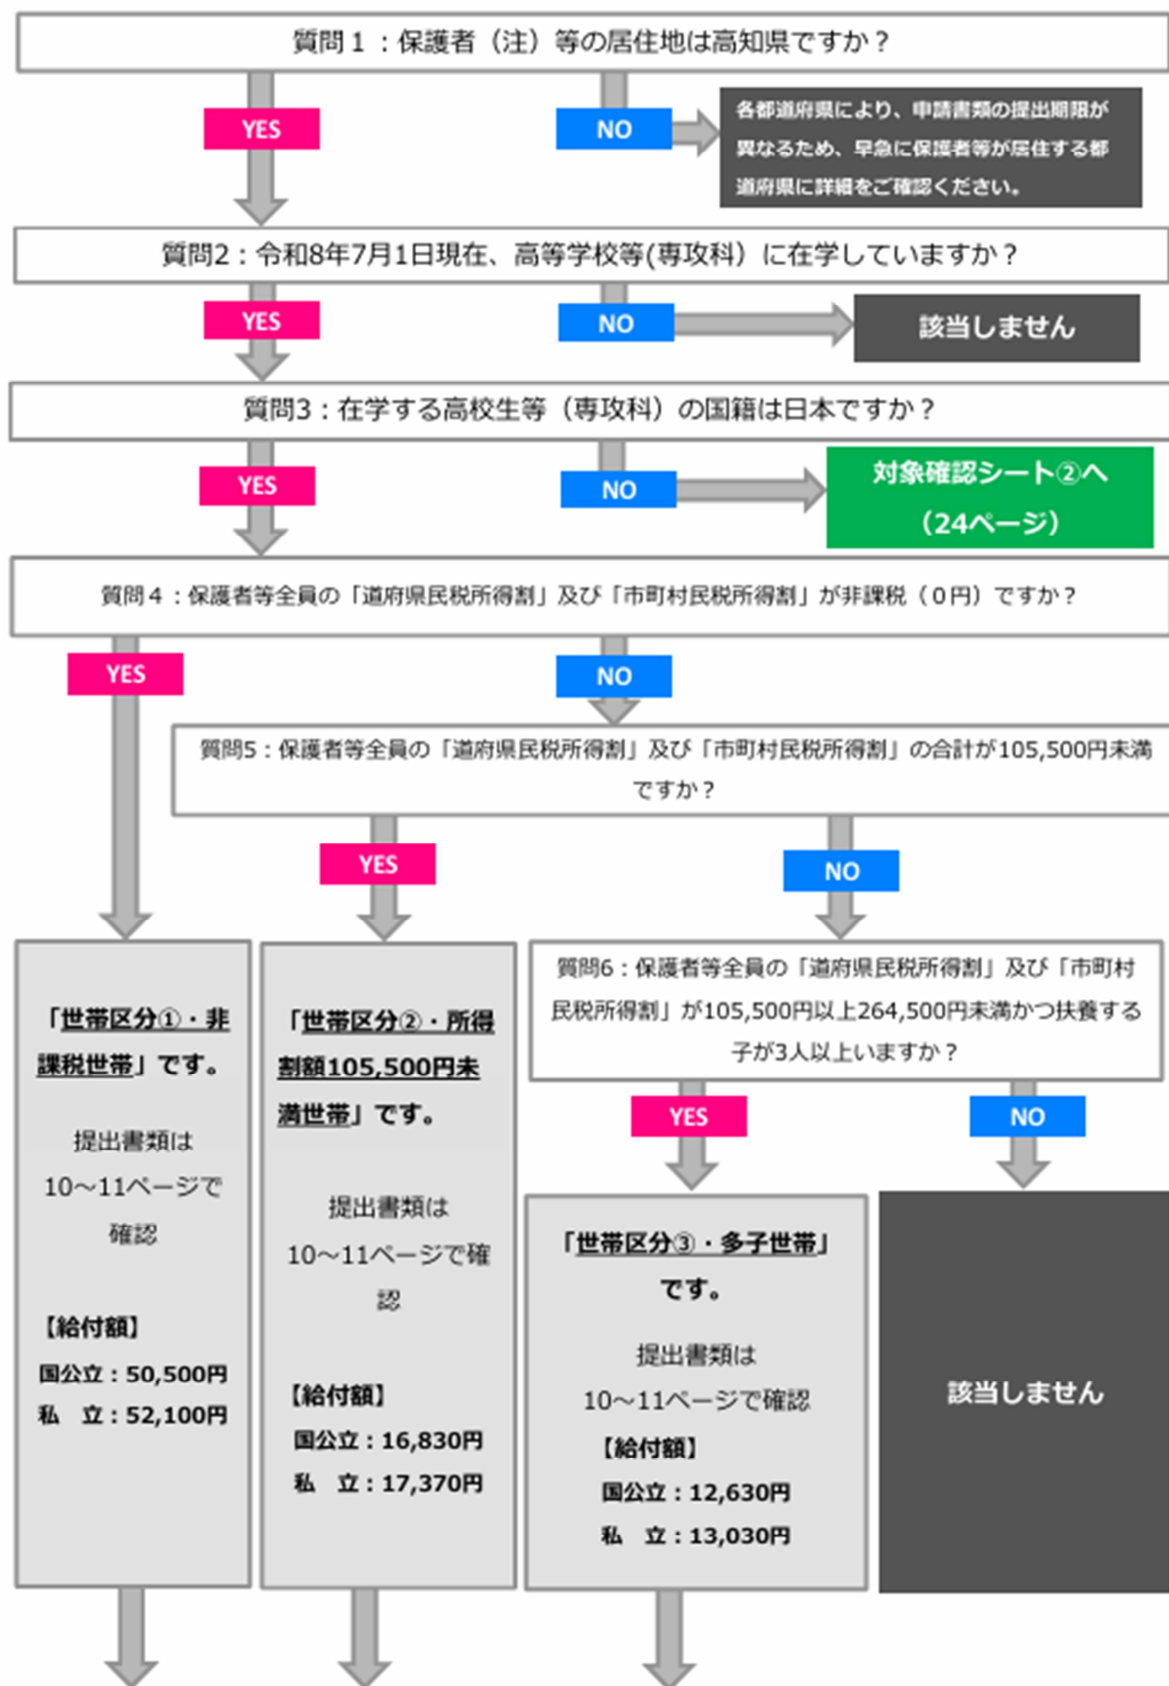 質問1：保護者（注）等の居住地は高知県ですか？
YES
NO
各都道府県により、申請書類の提出期限が
異なるため、早急に保護者等が居住する都
道府県に詳細をご確認ください。
質問2：令和8年7月1日現在、高等学校等(専攻科）に在学していますか？
YES
NO
該当しません
質問3：在学する高校生等（専攻科）の国籍は日本ですか？
YES
NO
対象確認シート②へ
（24ページ）
質問４：保護者等全員の「道府県民税所得割」及び「市町村民税所得割」が非課税（０円）ですか？
YES
NO
質問5：保護者等全員の「道府県民税所得割」及び「市町村民税所得割」の合計が105,500円未満
ですか？
YES
NO
「世帯区分①・非
課税世帯」です。
提出書類は
10～11ページで
確認
【給付額】
国公立：50,500円
私　立：52,100円
「世帯区分②・所得
割額105,500円未
満世帯」です。
提出書類は
10～11ページで確
認
【給付額】
国公立：16,830円
私　立：17,370円
質問6：保護者等全員の「道府県民税所得割」及び「市町村
民税所得割」が105,500円以上264,500円未満かつ扶養する
子が3人以上いますか？
YES
NO
「世帯区分③・多子世帯」
です。
提出書類は
10～11ページで確認
【給付額】
国公立：12,630円
私　立：13,030円
該当しません